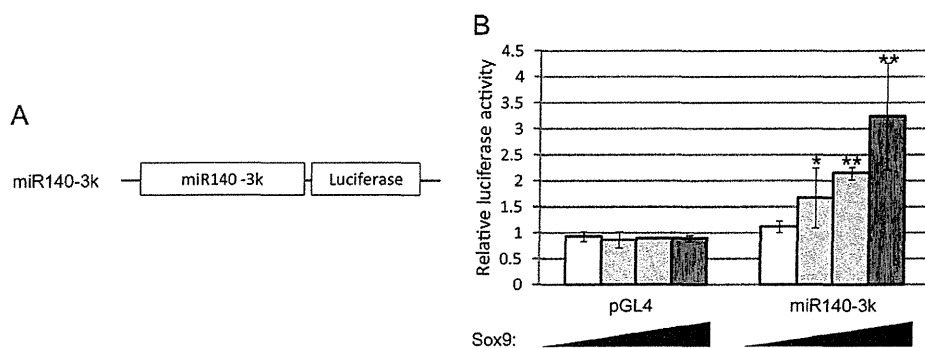 A
miR140-3k
miR140 -3k
Luciferase
B
Relative luciferase activity
4.5
4
3.5
3
2.5
2
1.5
1
0.5
0
*
**
**
pGL4
miR140-3k
Sox9: